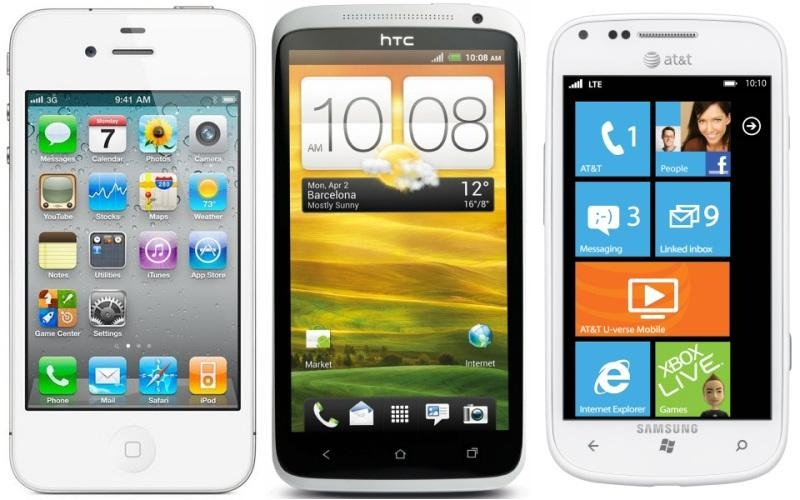 3G 9:41 AM
Monday
7
280
73°
Messages Calendar Photos Camera
YouTube Stocks Maps Weather
Notes Utilities iTunes App Store
Game Center Settings
Phone Mail Safari iPod
htc
10:08 AM
AM 10 08
Mon, Apr 2
Barcelona
Mostly Sunny
12°
16°/8°
Market Internet
at&t
LTE 10:10
1
AT&T
People
f
3
Messaging
9
Linked inbox
AT&T U-verse Mobile
Internet Explorer
XBOX
LIVE
Games
SAMSUNG